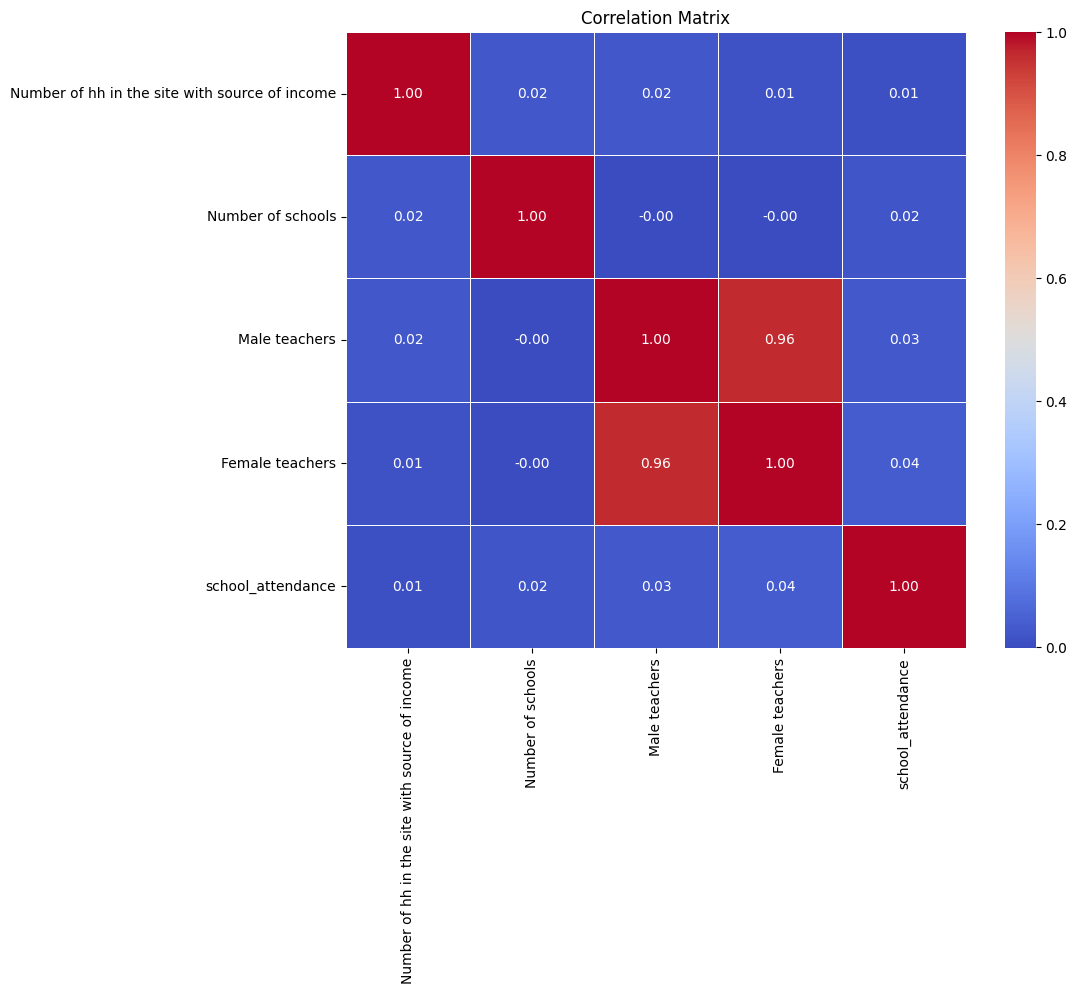 Correlation Matrix
Number of hh in the site with source of income
1.00 0.02 0.02 0.01 0.01
Number of schools
0.02 1.00 -0.00 -0.00 0.02
Male teachers
0.02 -0.00 1.00 0.96 0.03
Female teachers
0.01 -0.00 0.96 1.00 0.04
school_attendance
0.01 0.02 0.03 0.04 1.00
Number of hh in the site with source of income
Number of schools
Male teachers
Female teachers
school_attendance
1.0
0.8
0.6
0.4
0.2
0.0